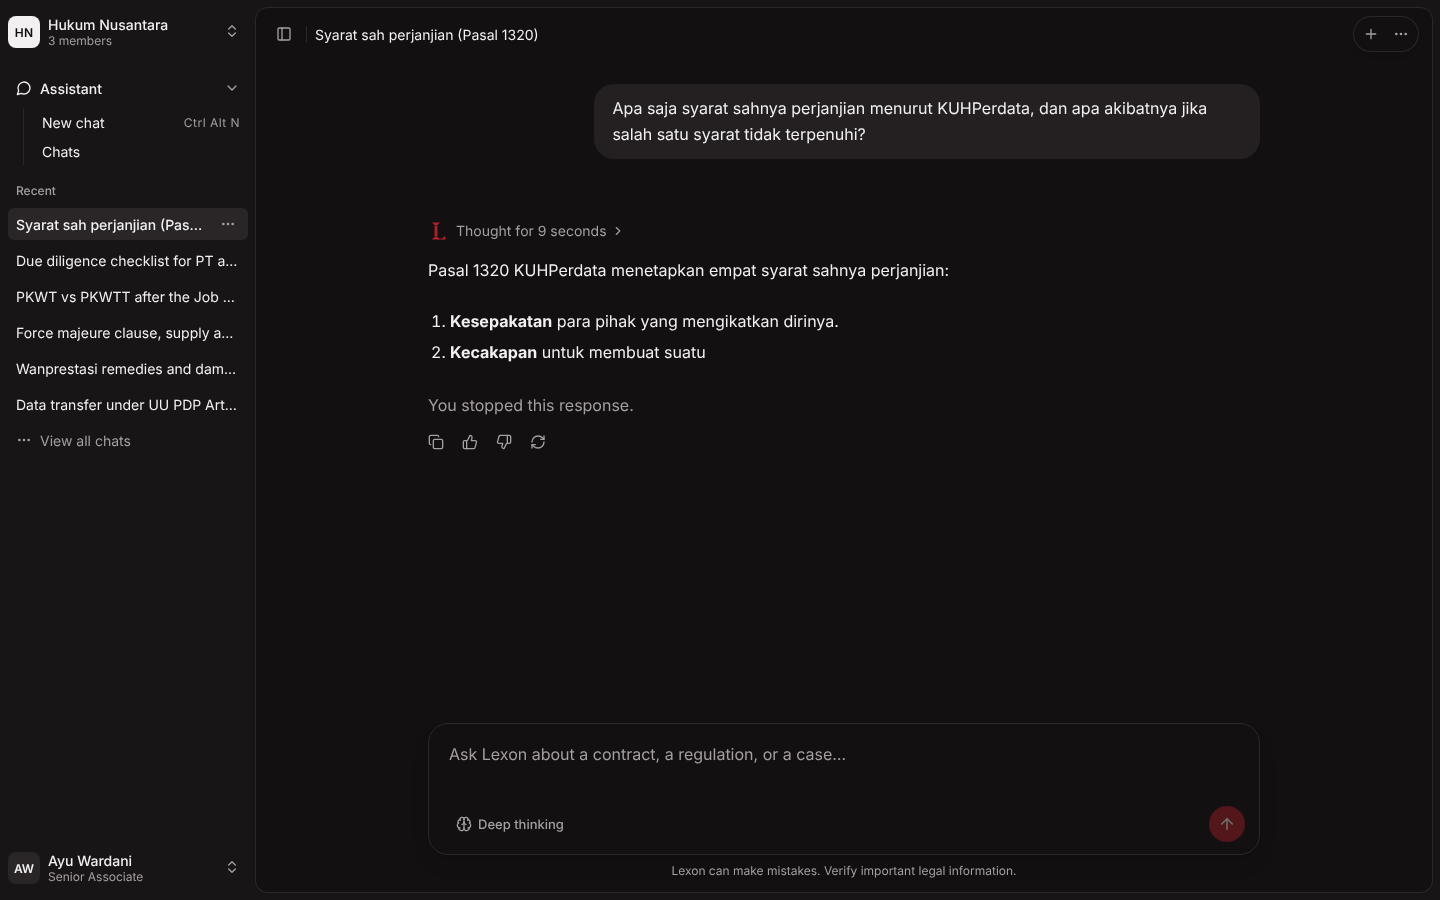 HN
Hukum Nusantara
3 members
Assistant
New chat
Ctrl Alt N
Chats
Recent
Syarat sah perjanjian (Pas...
Due diligence checklist for PT a...
PKWT vs PKWTT after the Job ...
Force majeure clause, supply a...
Wanprestasi remedies and dam...
Data transfer under UU PDP Art...
View all chats
AW
Ayu Wardani
Senior Associate
Syarat sah perjanjian (Pasal 1320)
Apa saja syarat sahnya perjanjian menurut KUHPerdata, dan apa akibatnya jika
salah satu syarat tidak terpenuhi?
L
Thought for 9 seconds
Pasal 1320 KUHPerdata menetapkan empat syarat sahnya perjanjian:
1. Kesepakatan para pihak yang mengikatkan dirinya.
2. Kecakapan untuk membuat suatu
You stopped this response.
Ask Lexon about a contract, a regulation, or a case...
Deep thinking
Lexon can make mistakes. Verify important legal information.